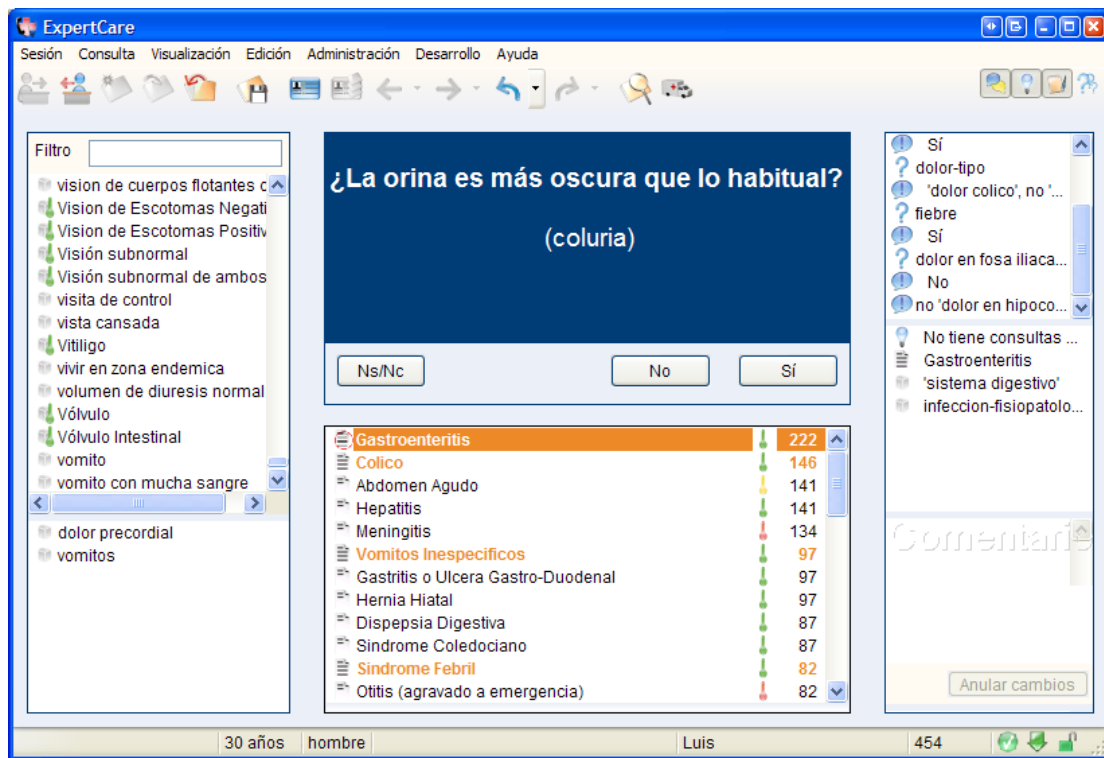 ExpertCare
Sesión Consulta Visualización Edición Administración Desarrollo Ayuda
Filtro
vision de cuerpos flotantes c
Vision de Escotomas Negati
Vision de Escotomas Positiv
Visión subnormal
Visión subnormal de ambos
visita de control
vista cansada
Vitiligo
vivir en zona endemica
volumen de diuresis normal
Vólvulo
Vólvulo Intestinal
vomito
vomito con mucha sangre
dolor precordial
vomitos
¿La orina es más oscura que lo habitual?
(coluria)
Ns/Nc No Sí
Gastroenteritis 222
Colico 146
Abdomen Agudo 141
Hepatitis 141
Meningitis 134
Vomitos Inespecificos 97
Gastritis o Ulcera Gastro-Duodenal 97
Hernia Hiatal 97
Dispepsia Digestiva 87
Sindrome Coledociano 87
Sindrome Febril 82
Otitis (agravado a emergencia) 82
Sí
dolor-tipo
'dolor colico', no '...
fiebre
Sí
dolor en fosa iliaca...
No
no 'dolor en hipoco...
No tiene consultas ...
Gastroenteritis
'sistema digestivo'
infeccion-fisiopatolo...
Comentario
Anular cambios
30 años hombre Luis 454